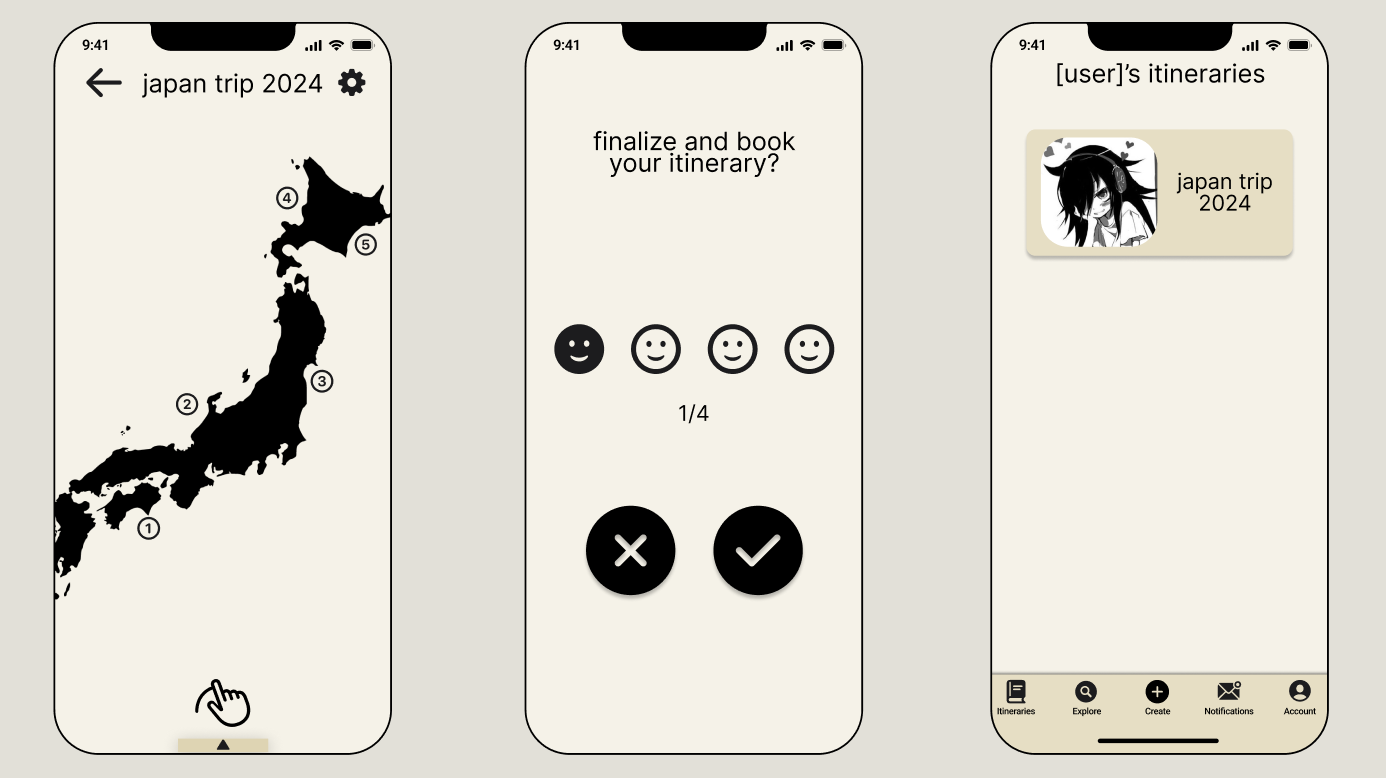 9:41
japan trip 2024
4
5
3
2
1
9:41
finalize and book
your itinerary?
1/4
9:41
[user]’s itineraries
japan trip
2024
Itineraries
Explore
Create
Notifications
Account